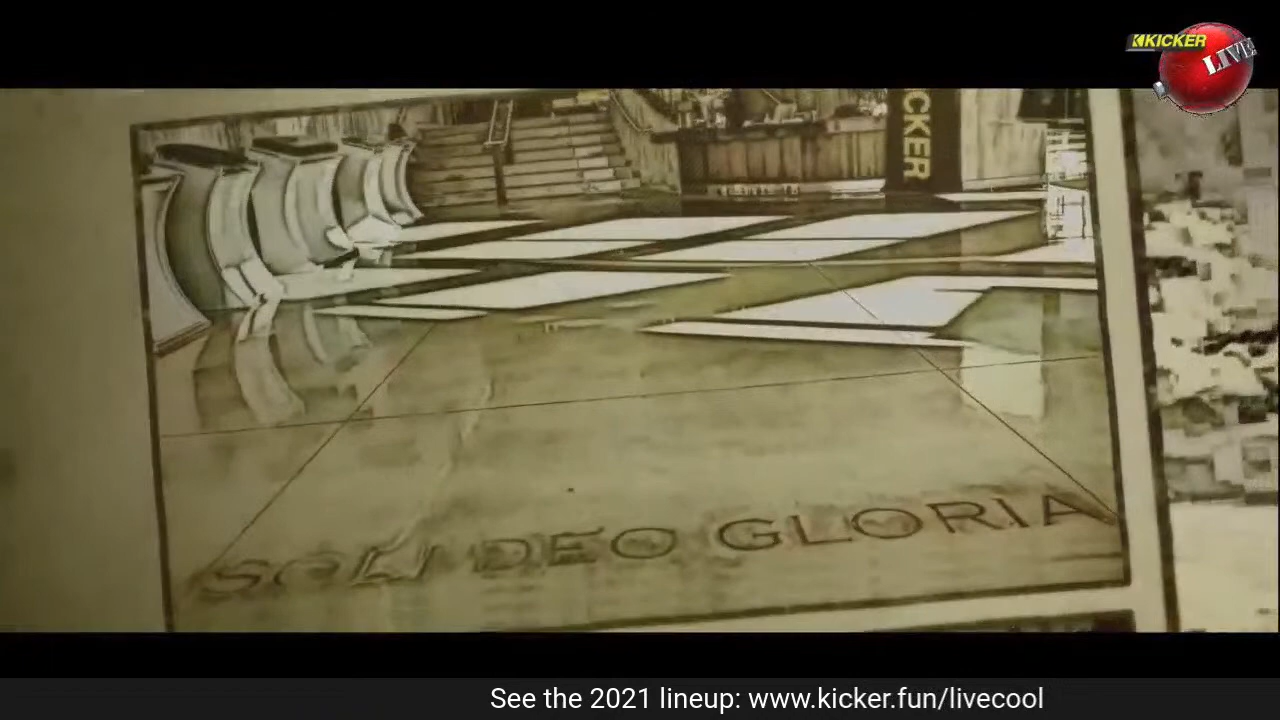 KICKER
LIVE
CKER
SOLI DEO GLORIA
See the 2021 lineup: www.kicker.fun/livecool